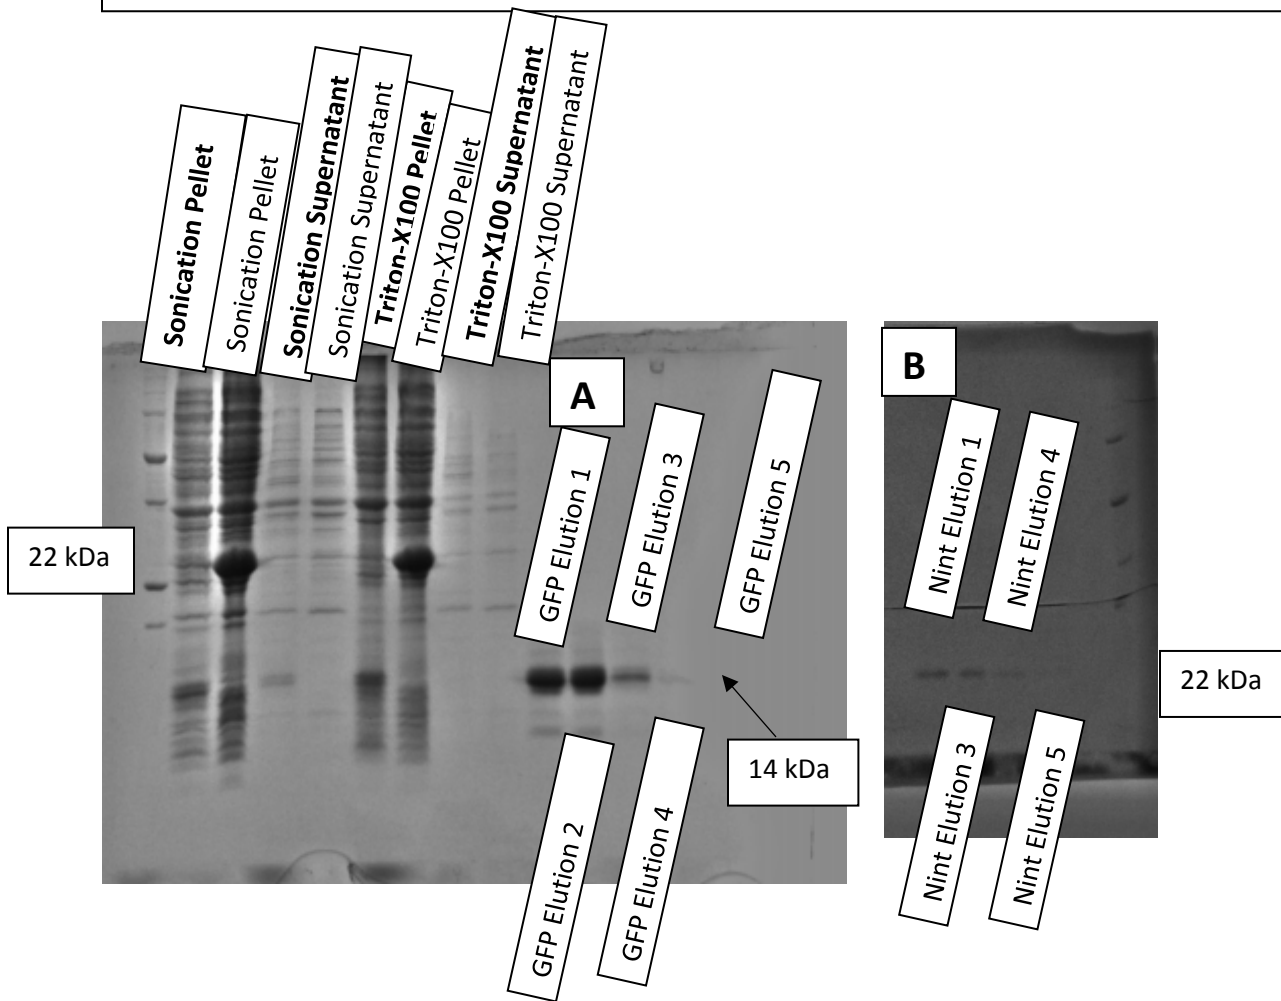 Sonication Pellet
Sonication Pellet
Sonication Supernatant
Sonication Supernatant
Triton-X100 Pellet
Triton-X100 Pellet
Triton-X100 Supernatant
Triton-X100 Supernatant
A
B
GFP Elution 1
GFP Elution 3
GFP Elution 5
Nint Elution 1
Nint Elution 4
22 kDa
22 kDa
14 kDa
GFP Elution 2
GFP Elution 4
Nint Elution 3
Nint Elution 5